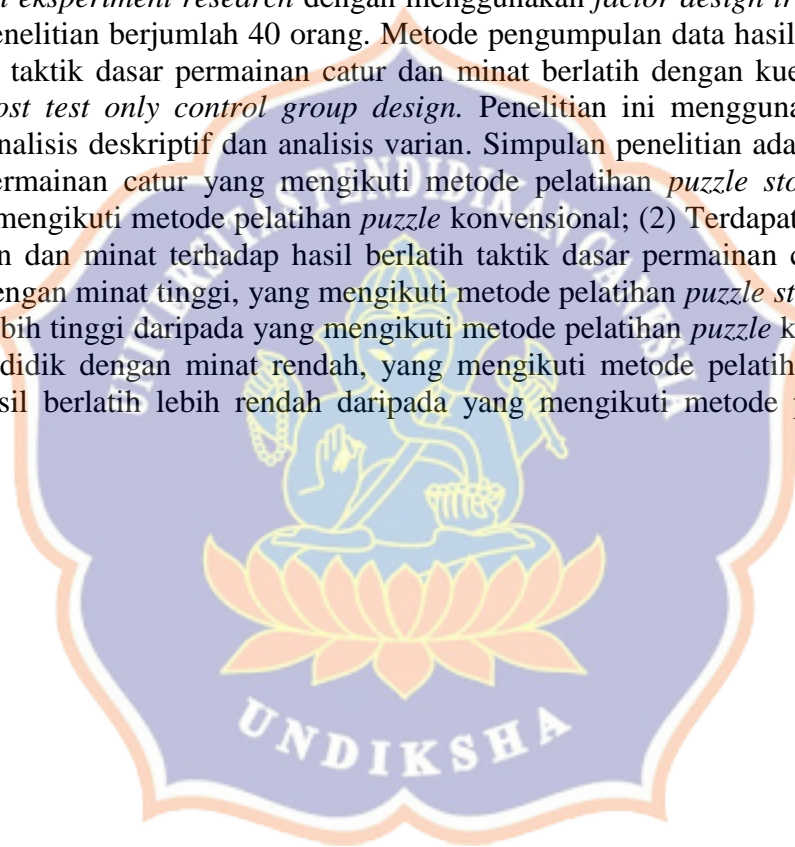 eksperiment research dengan menggunakan factor design
enelitian berjumlah 40 orang. Metode pengumpulan data hasil
taktik dasar permainan catur dan minat berlatih dengan kue
ost test only control group design. Penelitian ini mengguna
nalisis deskriptif dan analisis varian. Simpulan penelitian ada
ermainan catur yang mengikuti metode pelatihan puzzle sto
mengikuti metode pelatihan puzzle konvensional; (2) Terdapat
n dan minat terhadap hasil berlatih taktik dasar permainan c
engan minat tinggi, yang mengikuti metode pelatihan puzzle st
bih tinggi daripada yang mengikuti metode pelatihan puzzle k
didik dengan minat rendah, yang mengikuti metode pelatih
sil berlatih lebih rendah daripada yang mengikuti metode p
UNIVERSITAS PENDIDIKAN GANESHA
UNDIKSHA